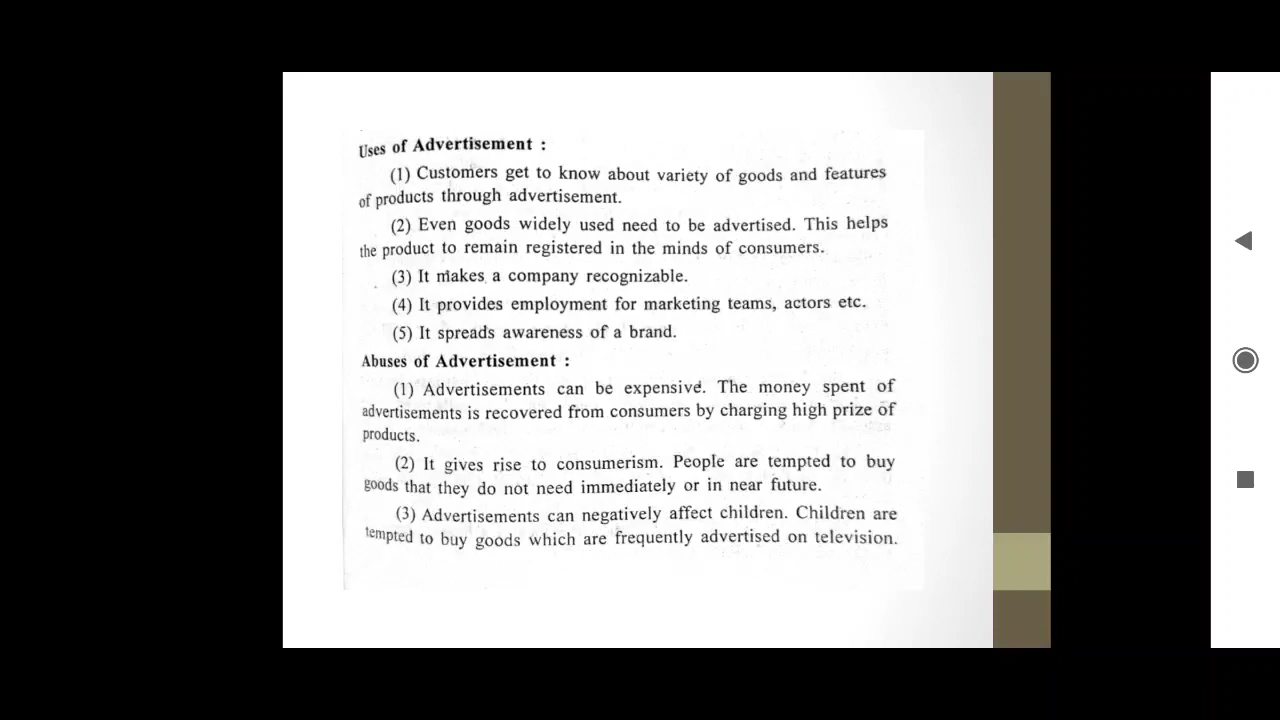 Uses of Advertisement :
(1) Customers get to know about variety of goods and features
of products through advertisement.
(2) Even goods widely used need to be advertised. This helps
the product to remain registered in the minds of consumers.
(3) It makes a company recognizable.
(4) It provides employment for marketing teams, actors etc.
(5) It spreads awareness of a brand.
Abuses of Advertisement :
(1) Advertisements can be expensive. The money spent of
advertisements is recovered from consumers by charging high prize of
products.
(2) It gives rise to consumerism. People are tempted to buy
goods that they do not need immediately or in near future.
(3) Advertisements can negatively affect children. Children are
tempted to buy goods which are frequently advertised on television.